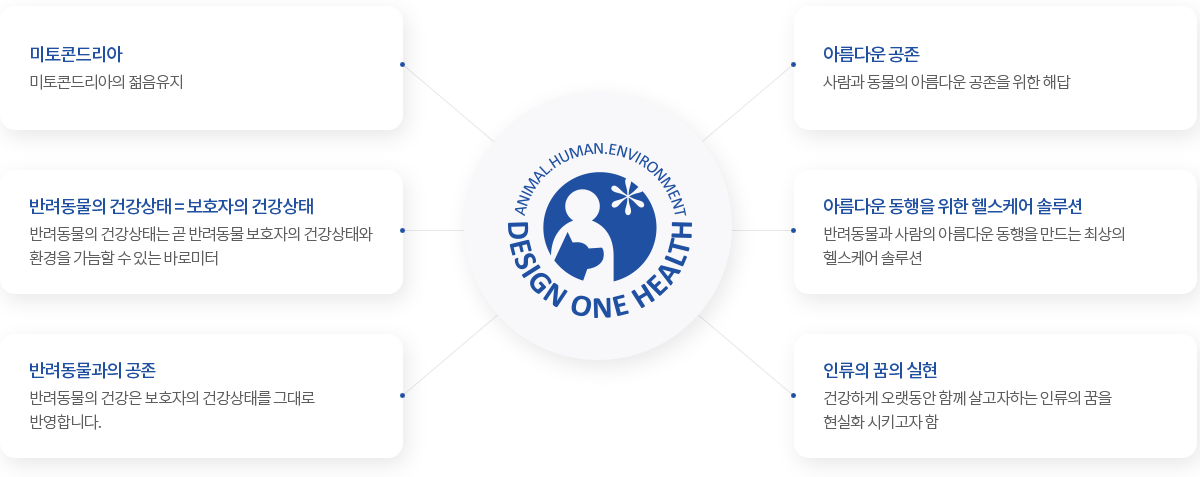 미토콘드리아
미토콘드리아의 젊음유지
반려동물의 건강상태 = 보호자의 건강상태
반려동물의 건강상태는 곧 반려동물 보호자의 건강상태와
환경을 가늠할 수 있는 바로미터
반려동물과의 공존
반려동물의 건강은 보호자의 건강상태를 그대로
반영합니다.
ANIMAL.HUMAN.ENVIRONMENT
DESIGN ONE HEALTH
아름다운 공존
사람과 동물의 아름다운 공존을 위한 해답
아름다운 동행을 위한 헬스케어 솔루션
반려동물과 사람의 아름다운 동행을 만드는 최상의
헬스케어 솔루션
인류의 꿈의 실현
건강하게 오랫동안 함께 살고자하는 인류의 꿈을
현실화 시키고자 함